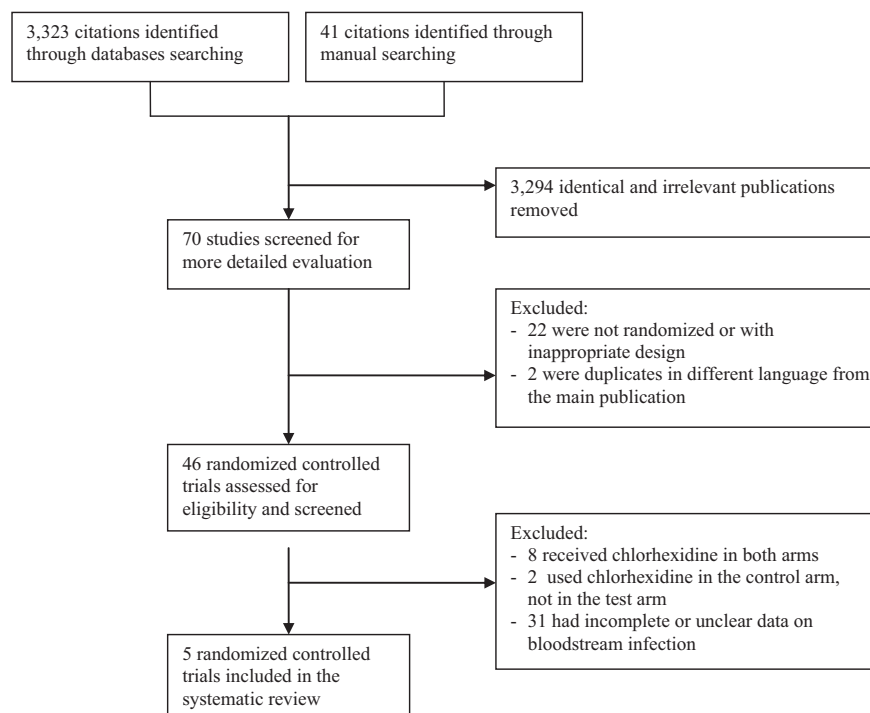 3,323 citations identified
through databases searching
41 citations identified through
manual searching
3,294 identical and irrelevant publications
removed
70 studies screened for
more detailed evaluation
Excluded:
- 22 were not randomized or with
inappropriate design
- 2 were duplicates in different language from
the main publication
46 randomized controlled
trials assessed for
eligibility and screened
Excluded:
- 8 received chlorhexidine in both arms
- 2 used chlorhexidine in the control arm,
not in the test arm
- 31 had incomplete or unclear data on
bloodstream infection
5 randomized controlled
trials included in the
systematic review